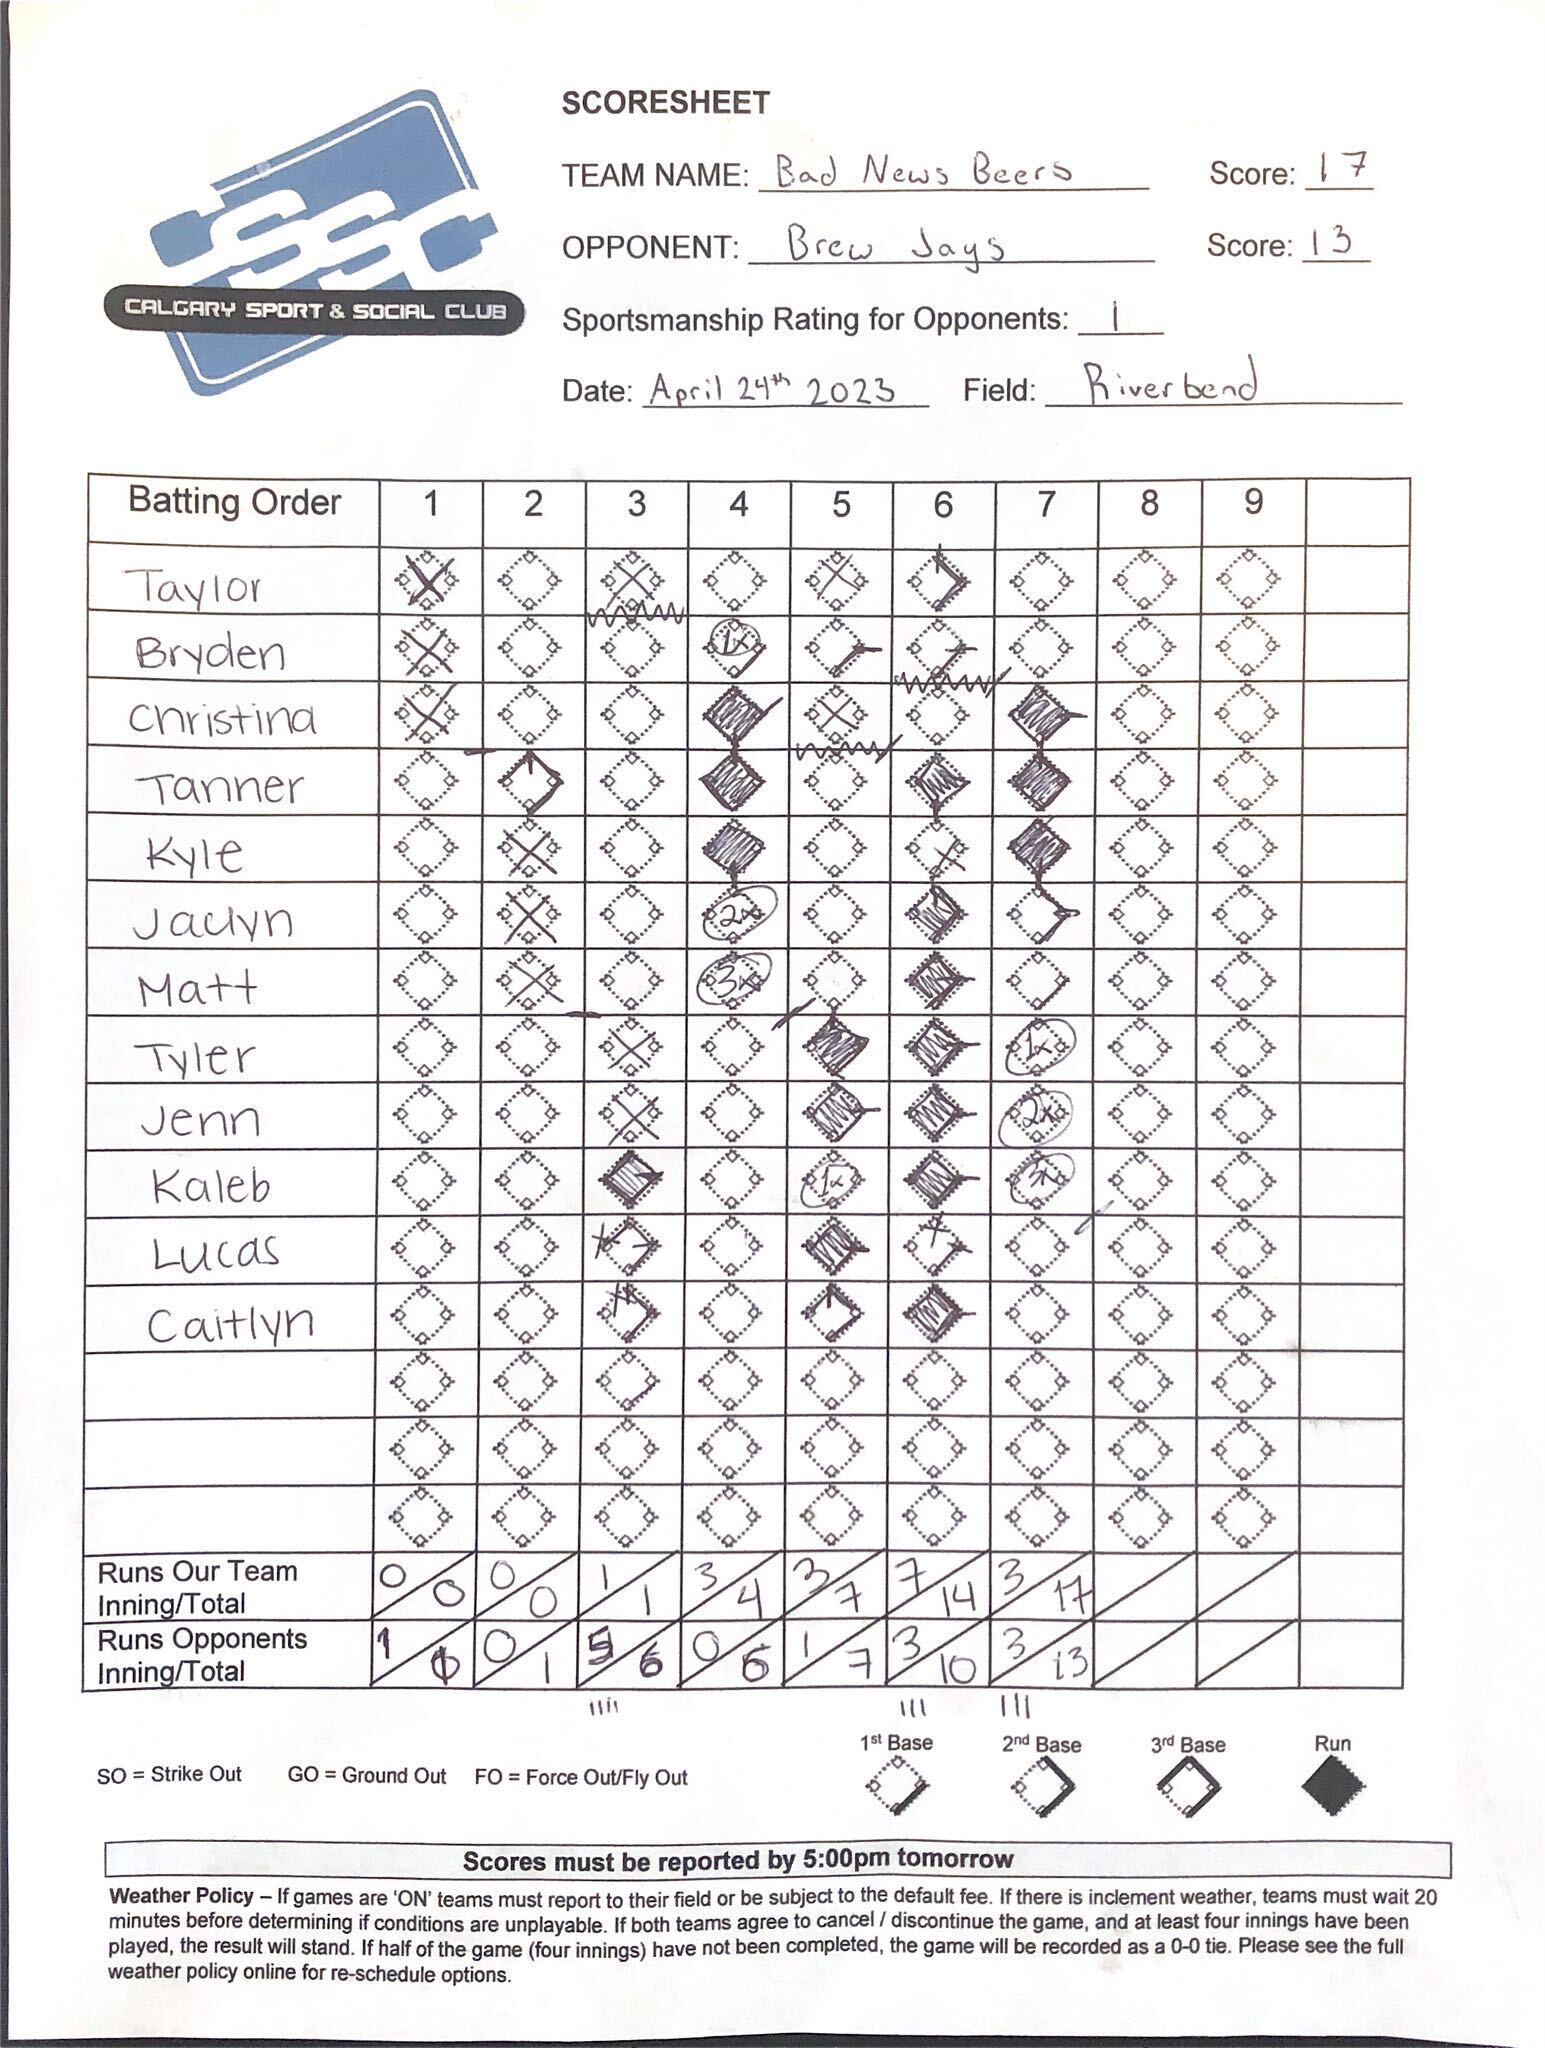 SCORESHEET
TEAM NAME: Bad News Beers Score: 17
OPPONENT: Brew Jays Score: 13
CSSC
CALGARY SPORT & SOCIAL CLUB
Sportsmanship Rating for Opponents: 1
Date: April 24th 2023 Field: Riverbend
Batting Order 1 2 3 4 5 6 7 8 9
Taylor
Bryden 1x
Christina
Tanner
Kyle
Jaclyn 2x
Matt 3x
Tyler 1x
Jenn 2x
Kaleb 1x 3x
Lucas
Caitlyn
Runs Our Team
Inning/Total 0/0 0/0 1/1 3/4 3/7 7/14 3/17
Runs Opponents
Inning/Total 1/ 0/1 5/6 0/6 1/7 3/10 3/13
1st Base 2nd Base 3rd Base Run
SO = Strike Out GO = Ground Out FO = Force Out/Fly Out
Scores must be reported by 5:00pm tomorrow
Weather Policy – If games are 'ON' teams must report to their field or be subject to the default fee. If there is inclement weather, teams must wait 20
minutes before determining if conditions are unplayable. If both teams agree to cancel / discontinue the game, and at least four innings have been
played, the result will stand. If half of the game (four innings) have not been completed, the game will be recorded as a 0-0 tie. Please see the full
weather policy online for re-schedule options.